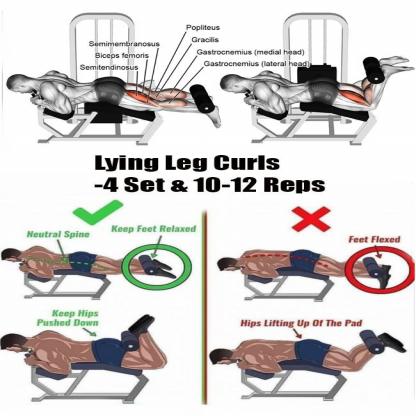 Popliteus
Gracilis
Semimembranosus
Gastrocnemius (medial head)
Biceps femoris
Gastrocnemius (lateral head)
Semitendinosus
Lying Leg Curls
-4 Set & 10-12 Reps
Keep Feet Relaxed
Neutral Spine
Feet Flexed
Keep Hips
Pushed Down
Hips Lifting Up Of The Pad